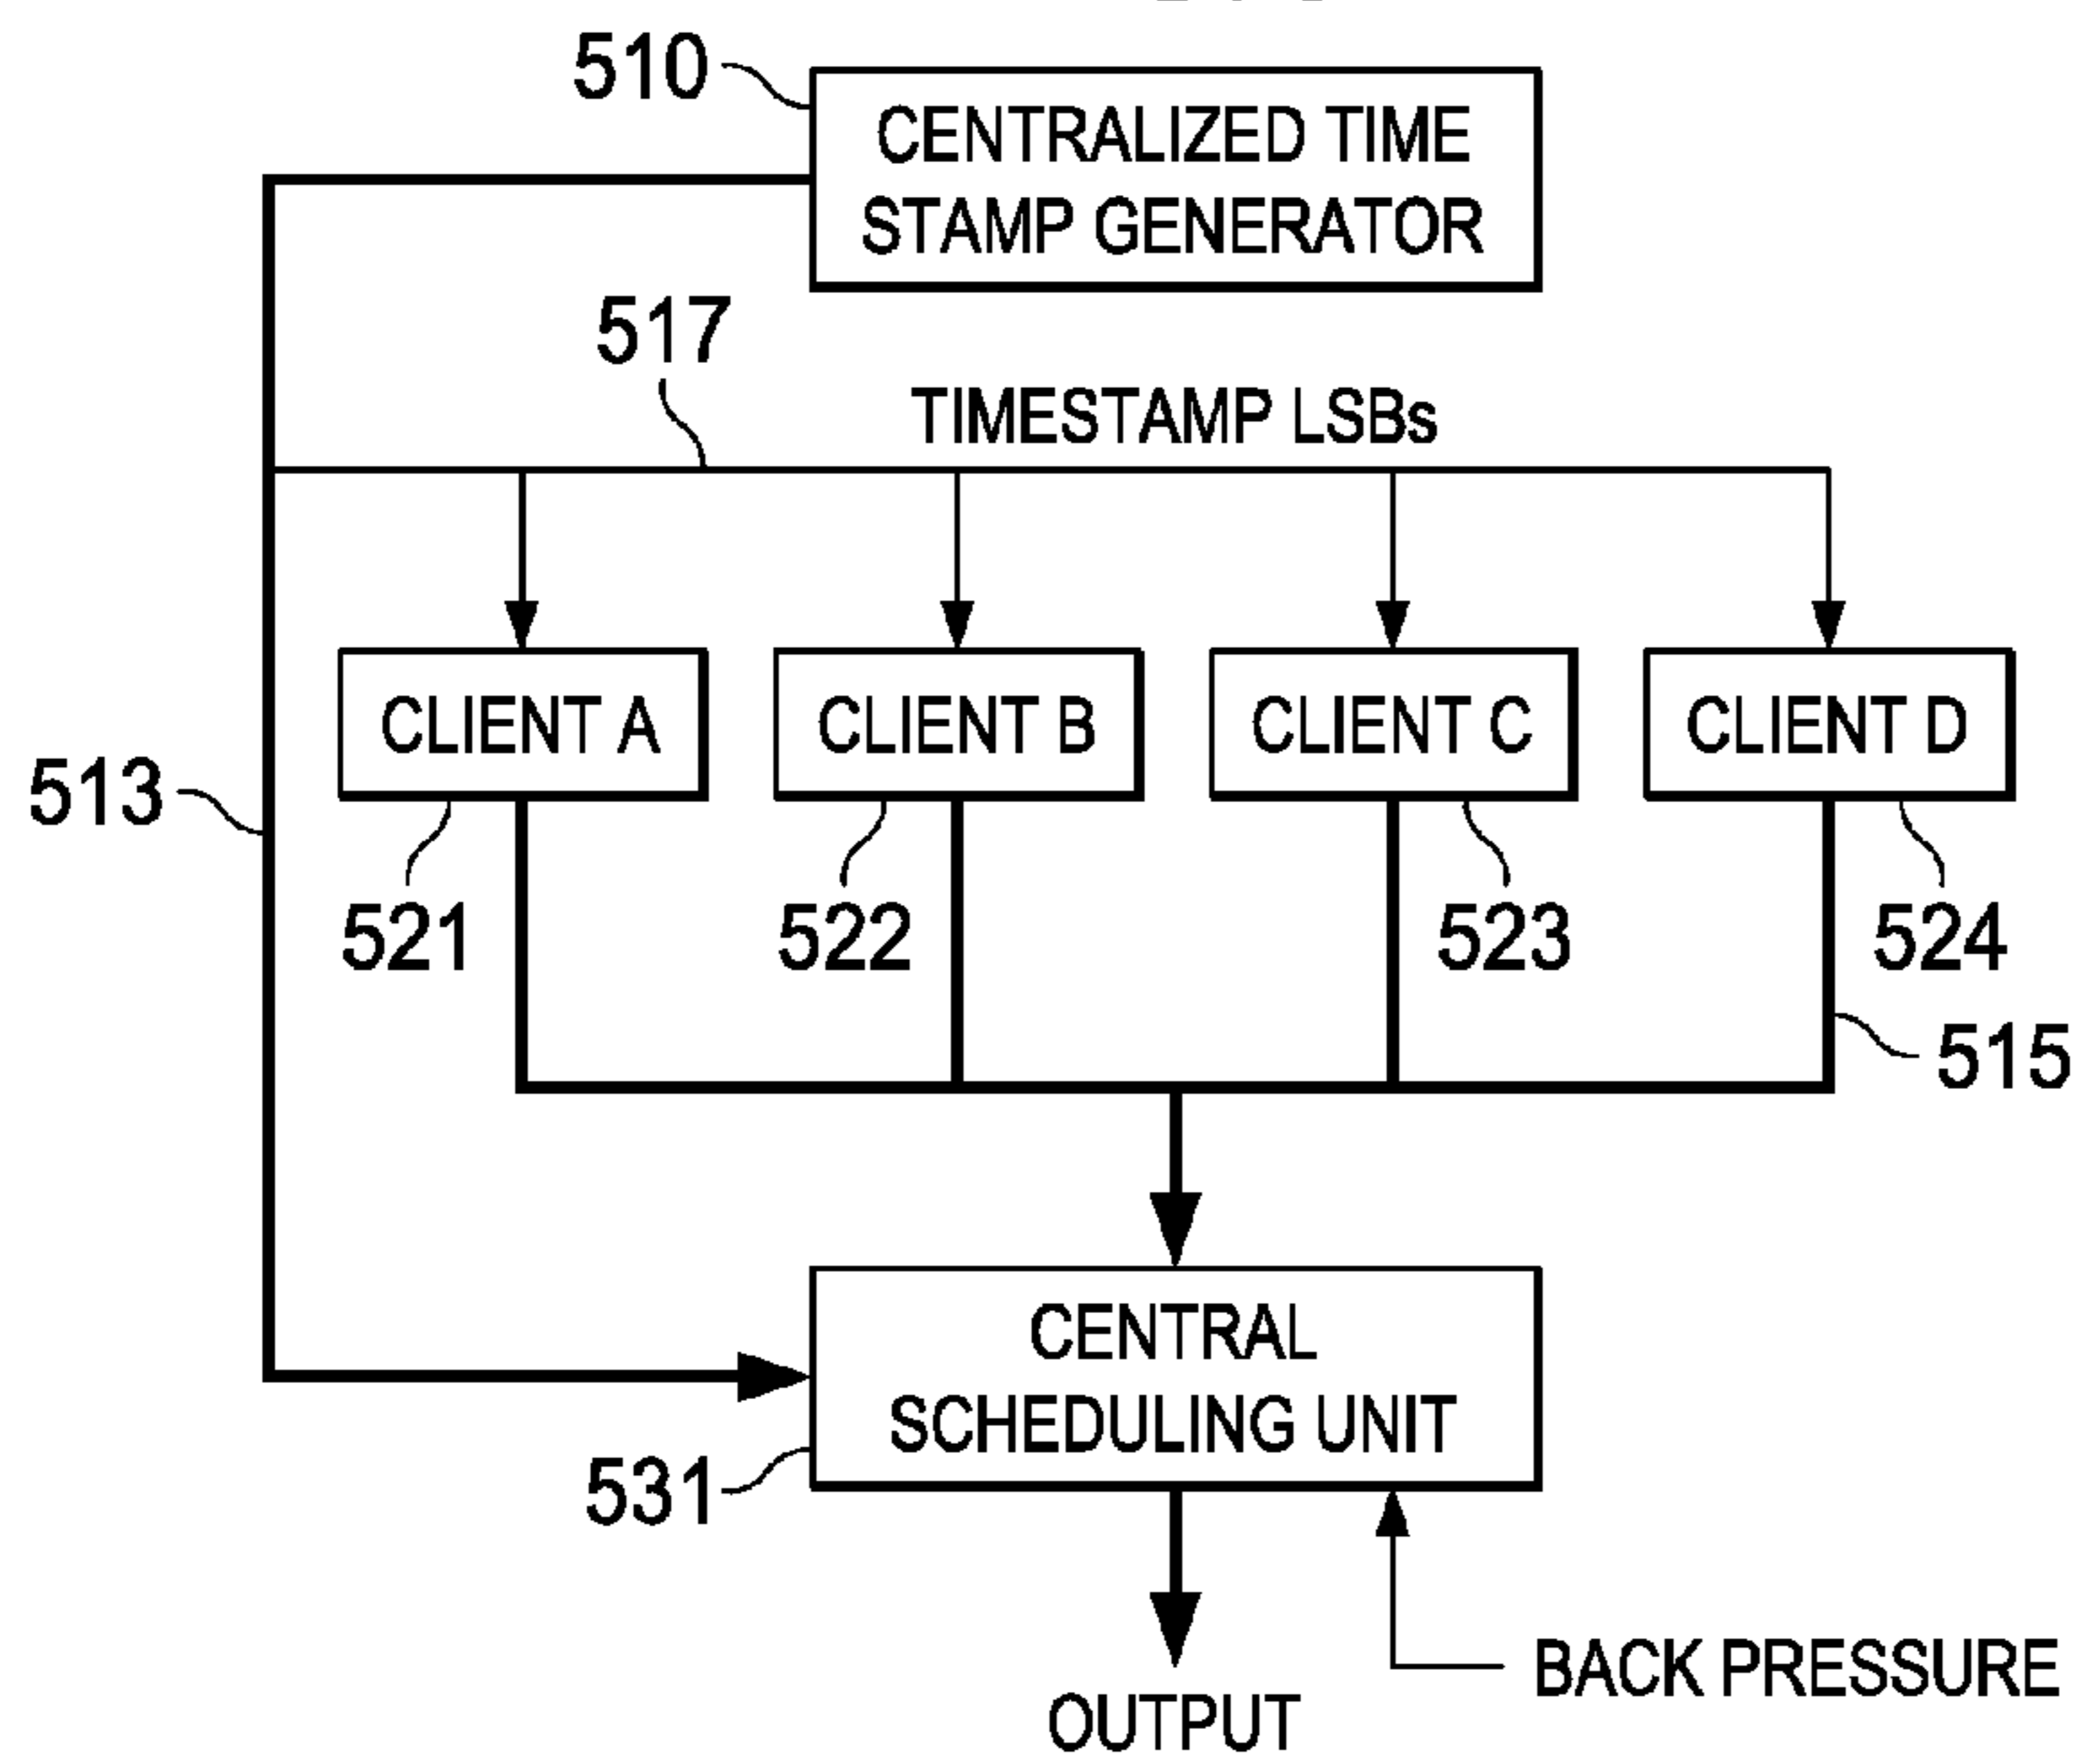 510
CENTRALIZED TIME
STAMP GENERATOR
517
TIMESTAMP LSBs
CLIENT A
CLIENT B
CLIENT C
CLIENT D
513
521
522
523
524
515
CENTRAL
SCHEDULING UNIT
531
BACK PRESSURE
OUTPUT